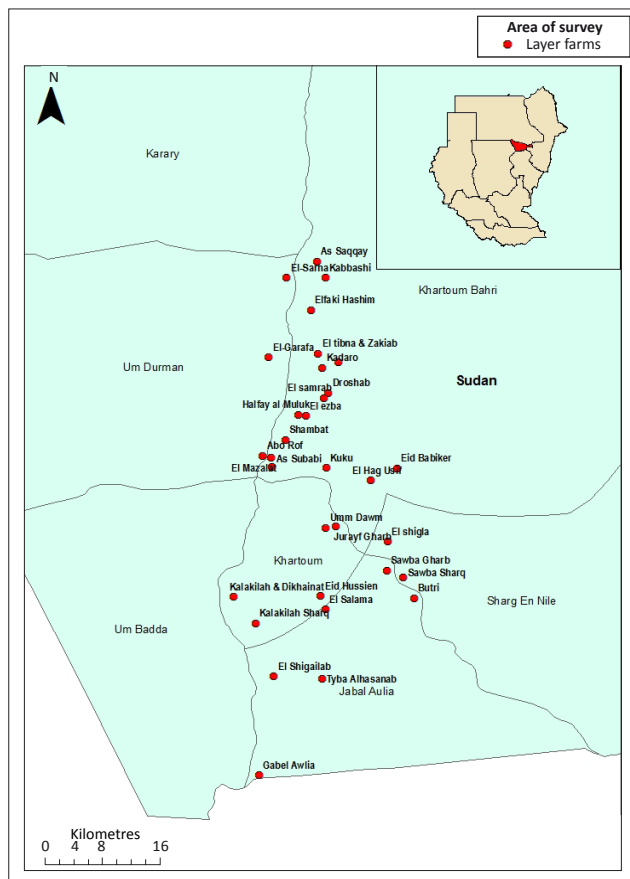 Area of survey
Layer farms
N
Karary
As Saqqay
El-Safha
Kabbashi
Khartoum Bahri
Elfaki Hashim
El-Garafa
El tibna & Zakiab
Kadaro
Um Durman
Sudan
Droshab
El samrab
Halfay al Muluk
El ezba
Shambat
Abo Rof
As Subabi
Kuku
Eid Babiker
El Mazallat
El Hag Usif
Umm Dawm
Jurayf Gharb
El shigla
Khartoum
Sawba Gharb
Sawba Sharq
Kalakilah & Dikhainat
Eid Hussien
Butri
El Salama
Sharg En Nile
Kalakilah Sharq
Um Badda
El Shigailab
Tyba Alhasanab
Jabal Aulia
Gabel Awlia
Kilometres
0 4 8 16